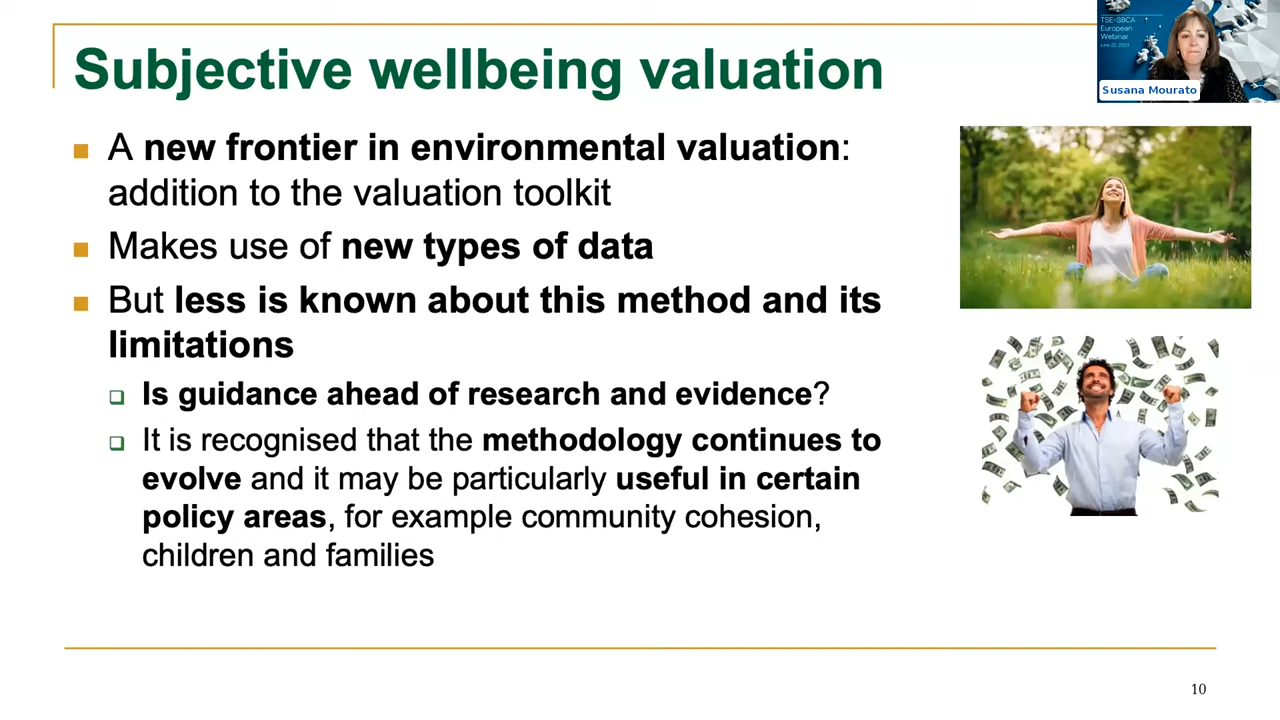 Subjective wellbeing valuation
TSE-SBCA
European
Webinar
June 22, 2023
Susana Mourato
A new frontier in environmental valuation:
addition to the valuation toolkit
Makes use of new types of data
But less is known about this method and its
limitations
Is guidance ahead of research and evidence?
It is recognised that the methodology continues to
evolve and it may be particularly useful in certain
policy areas, for example community cohesion,
children and families
10